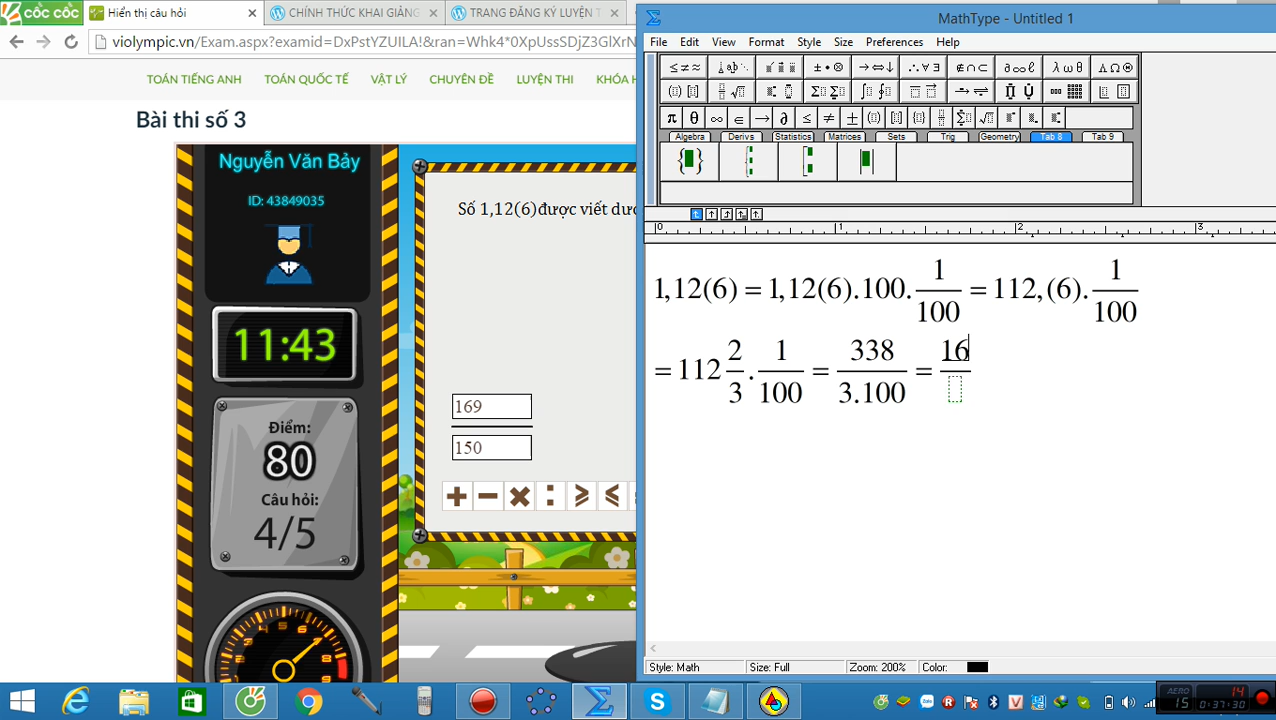 cốc cốc
Hiển thị câu hỏi
CHÍNH THỨC KHAI GIẢNG
TRANG ĐĂNG KÝ LUYỆN T
violympic.vn/Exam.aspx?examid=DxPstYZUILA!&ran=Whk4*0XpUssSDjZ3GlXrN
TOÁN TIẾNG ANH
TOÁN QUỐC TẾ
VẬT LÝ
CHUYÊN ĐỀ
LUYỆN THI
KHÓA H
Bài thi số 3
Nguyễn Văn Bảy
ID: 43849035
11:43
Điểm:
80
Câu hỏi:
4/5
Số 1,12(6)được viết dướ
169
150
+ − × : > <
MathType - Untitled 1
File Edit View Format Style Size Preferences Help
Algebra Derivs Statistics Matrices Sets Trig Geometry Tab 8 Tab 9
0 1 2 3
1,12(6) = 1,12(6).100. 1/100 = 112,(6). 1/100
= 112 2/3 . 1/100 = 338/3.100 = 16
Style: Math Size: Full Zoom: 200% Color:
AERO
15
14
0:37:30